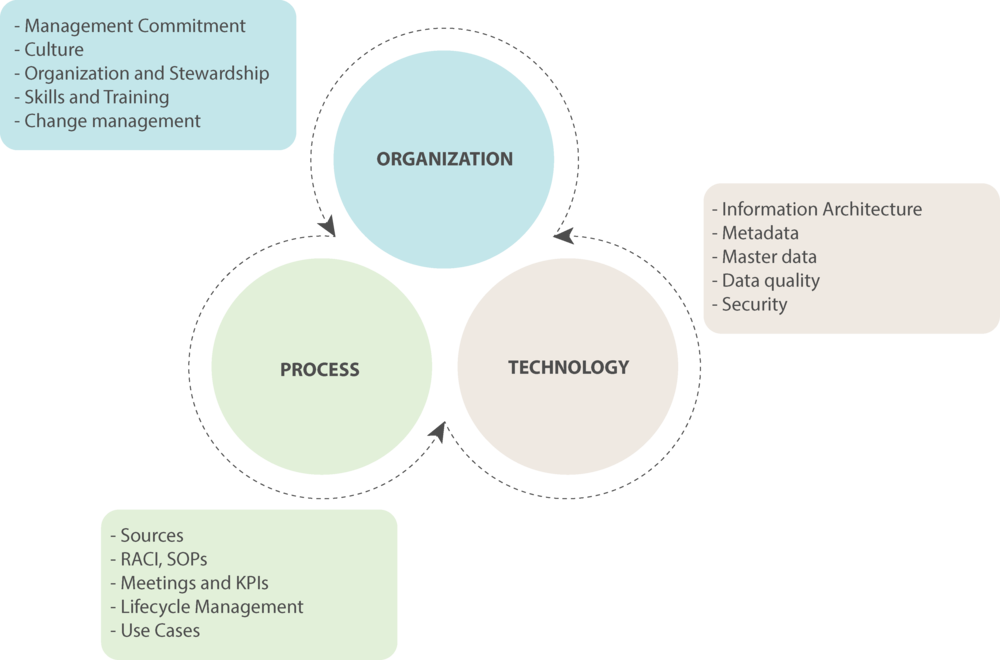 - Management Commitment
- Culture
- Organization and Stewardship
- Skills and Training
- Change management
ORGANIZATION
- Information Architecture
- Metadata
- Master data
- Data quality
- Security
PROCESS
TECHNOLOGY
- Sources
- RACI, SOPs
- Meetings and KPIs
- Lifecycle Management
- Use Cases